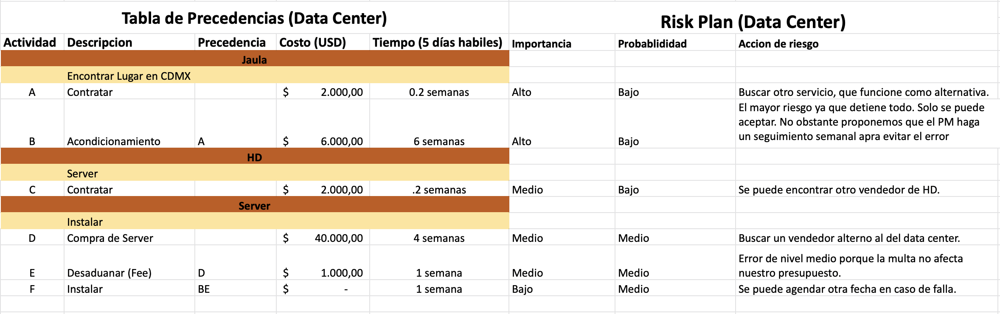 Tabla de Precedencias (Data Center)
Risk Plan (Data Center)
Actividad Descripcion Precedencia Costo (USD) Tiempo (5 días habiles) Importancia Probablididad Accion de riesgo
Jaula
Encontrar Lugar en CDMX
A Contratar $ 2.000,00 0.2 semanas Alto Bajo Buscar otro servicio, que funcione como alternativa.
El mayor riesgo ya que detiene todo. Solo se puede
aceptar. No obstante proponemos que el PM haga
un seguimiento semanal apra evitar el error
B Acondicionamiento A $ 6.000,00 6 semanas Alto Bajo
HD
Server
C Contratar $ 2.000,00 .2 semanas Medio Bajo Se puede encontrar otro vendedor de HD.
Server
Instalar
D Compra de Server $ 40.000,00 4 semanas Medio Medio Buscar un vendedor alterno al del data center.
Error de nivel medio porque la multa no afecta
E Desaduanar (Fee) D $ 1.000,00 1 semana Medio Medio nuestro presupuesto.
F Instalar BE $ - 1 semana Bajo Medio Se puede agendar otra fecha en caso de falla.